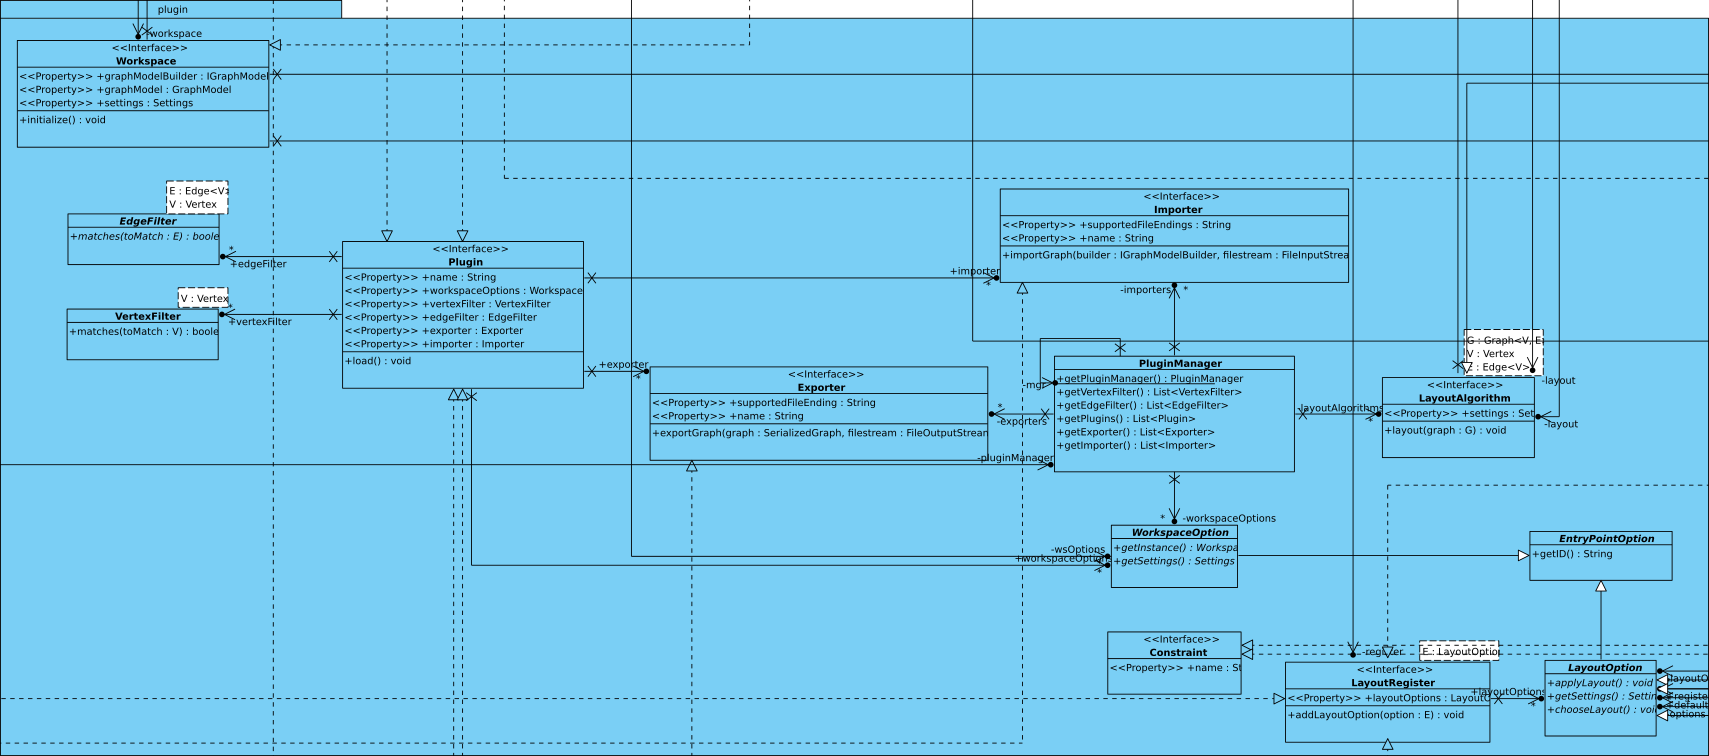 plugin
-workspace
<<Interface>>
Workspace
<<Property>> +graphModelBuilder : IGraphModel
<<Property>> +graphModel : GraphModel
<<Property>> +settings : Settings
+initialize() : void
E : Edge<V>
V : Vertex
EdgeFilter
+matches(toMatch : E) : boole
*
+edgeFilter
V : Vertex
VertexFilter
+matches(toMatch : V) : boole
*
+vertexFilter
<<Interface>>
Plugin
<<Property>> +name : String
<<Property>> +workspaceOptions : Workspace
<<Property>> +vertexFilter : VertexFilter
<<Property>> +edgeFilter : EdgeFilter
<<Property>> +exporter : Exporter
<<Property>> +importer : Importer
+load() : void
<<Interface>>
Importer
<<Property>> +supportedFileEndings : String
<<Property>> +name : String
+importGraph(builder : IGraphModelBuilder, filestream : FileInputStrea
+importer
*
-importers
*
+exporter
*
<<Interface>>
Exporter
<<Property>> +supportedFileEnding : String
<<Property>> +name : String
+exportGraph(graph : SerializedGraph, filestream : FileOutputStrean
*
-exporters
-mgr
PluginManager
+getPluginManager() : PluginManager
+getVertexFilter() : List<VertexFilter>
+getEdgeFilter() : List<EdgeFilter>
+getPlugins() : List<Plugin>
+getExporter() : List<Exporter>
+getImporter() : List<Importer>
-pluginManager
-layoutAlgorithms
*
G : Graph<V, E
V : Vertex
E : Edge<V>
-layout
<<Interface>>
LayoutAlgorithm
<<Property>> +settings : Set
+layout(graph : G) : void
-layout
*
-workspaceOptions
WorkspaceOption
+getInstance() : Workspa
+getSettings() : Settings
-wsOptions
+workspaceOption
*
EntryPointOption
+getID() : String
<<Interface>>
Constraint
<<Property>> +name : St
-register
E : LayoutOption
<<Interface>>
LayoutRegister
<<Property>> +layoutOptions : LayoutO
+addLayoutOption(option : E) : void
+layoutOptions
*
LayoutOption
+applyLayout() : void
+getSettings() : Settin
+chooseLayout() : voi
-layoutO
+registe
+default
-options